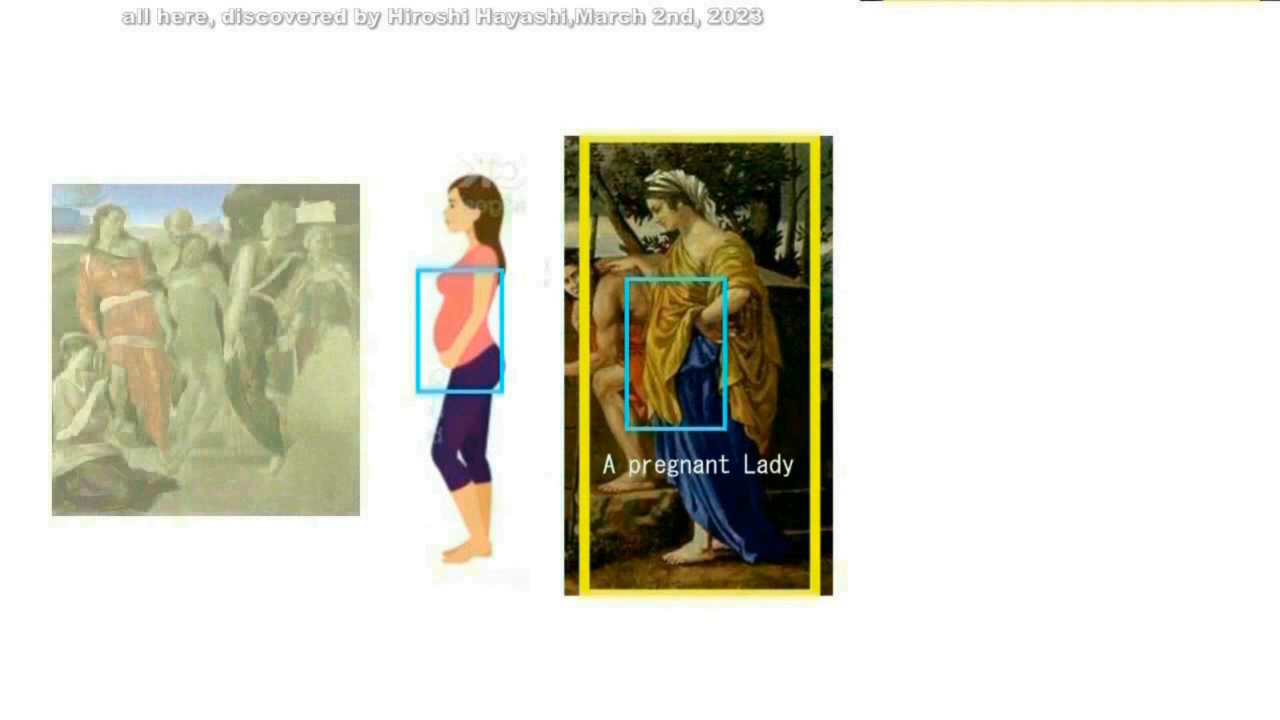 all here, discovered by Hiroshi Hayashi,March 2nd, 2023
A pregnant Lady